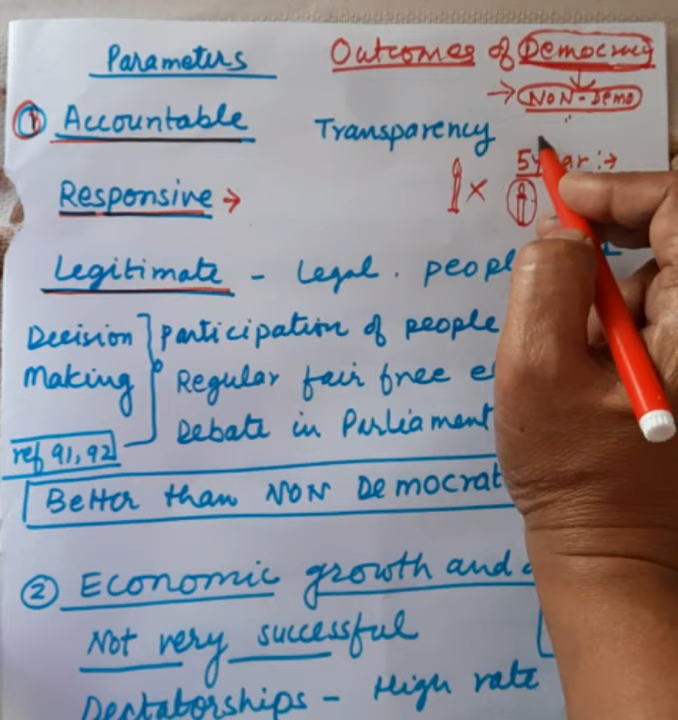 Parameters
Outcomes of Democracy
→ NON-Demo
① Accountable
Transparency
5year :→
Responsive →
Legitimate - Legal . peopl
Decision Making
Participation of people
Regular fair free e
Debate in Parliament
ref 91,92
Better than NON DEMOCRAT
② Economic growth and
Not very successful
Dectatorships - High rate